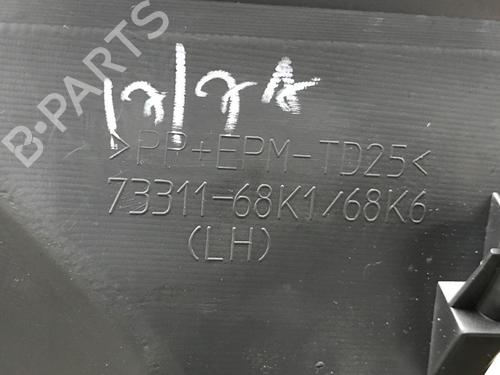 B-PARTS
>PP+EPM-TD25<
73311-68K1/68K6
(LH)